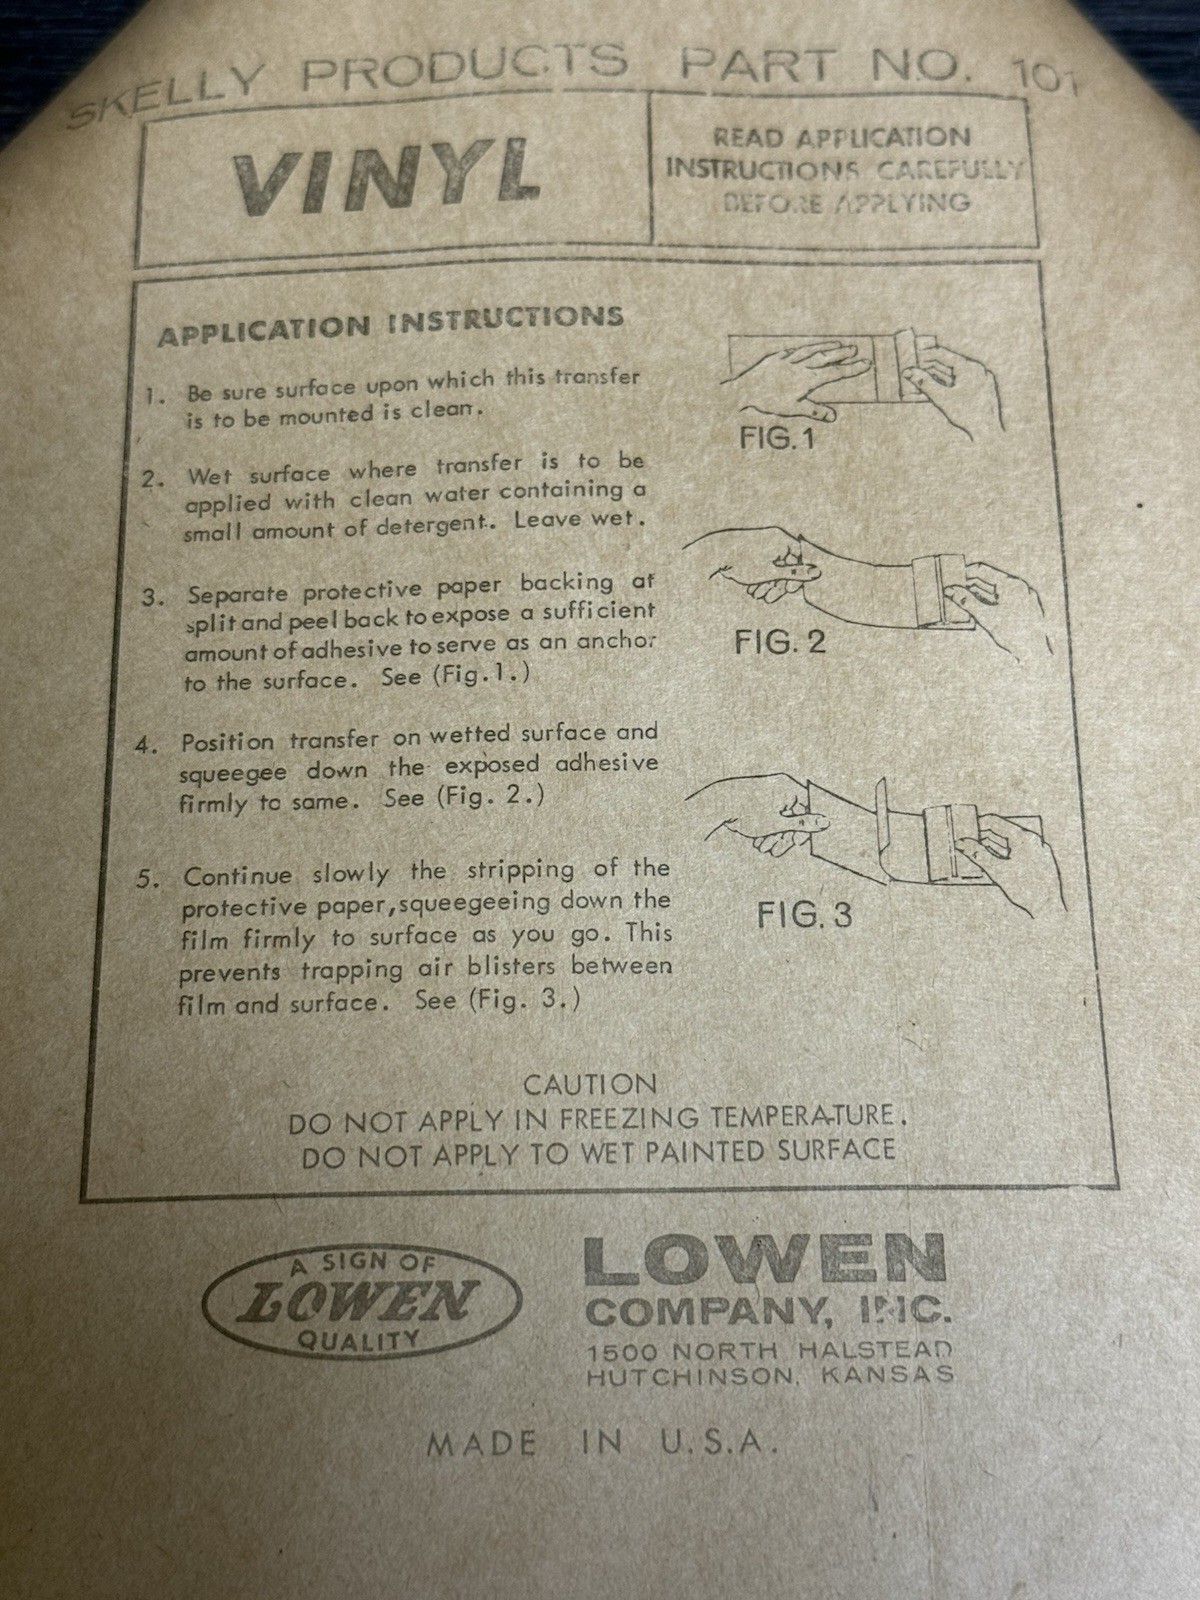 SKELLY PRODUCTS PART NO. 101
VINYL
READ APPLICATION
INSTRUCTIONS CAREFULLY
BEFORE APPLYING
APPLICATION INSTRUCTIONS
1. Be sure surface upon which this transfer
is to be mounted is clean.
2. Wet surface where transfer is to be
applied with clean water containing a
small amount of detergent. Leave wet.
3. Separate protective paper backing at
split and peel back to expose a sufficient
amount of adhesive to serve as an anchor
to the surface. See (Fig.1.)
4. Position transfer on wetted surface and
squeegee down the exposed adhesive
firmly to same. See (Fig. 2.)
5. Continue slowly the stripping of the
protective paper, squeegeeing down the
film firmly to surface as you go. This
prevents trapping air blisters between
film and surface. See (Fig. 3.)
FIG. 1
FIG. 2
FIG. 3
CAUTION
DO NOT APPLY IN FREEZING TEMPERATURE.
DO NOT APPLY TO WET PAINTED SURFACE
A SIGN OF
LOWEN
QUALITY
LOWEN
COMPANY, INC.
1500 NORTH HALSTEAD
HUTCHINSON, KANSAS
MADE IN U.S.A.